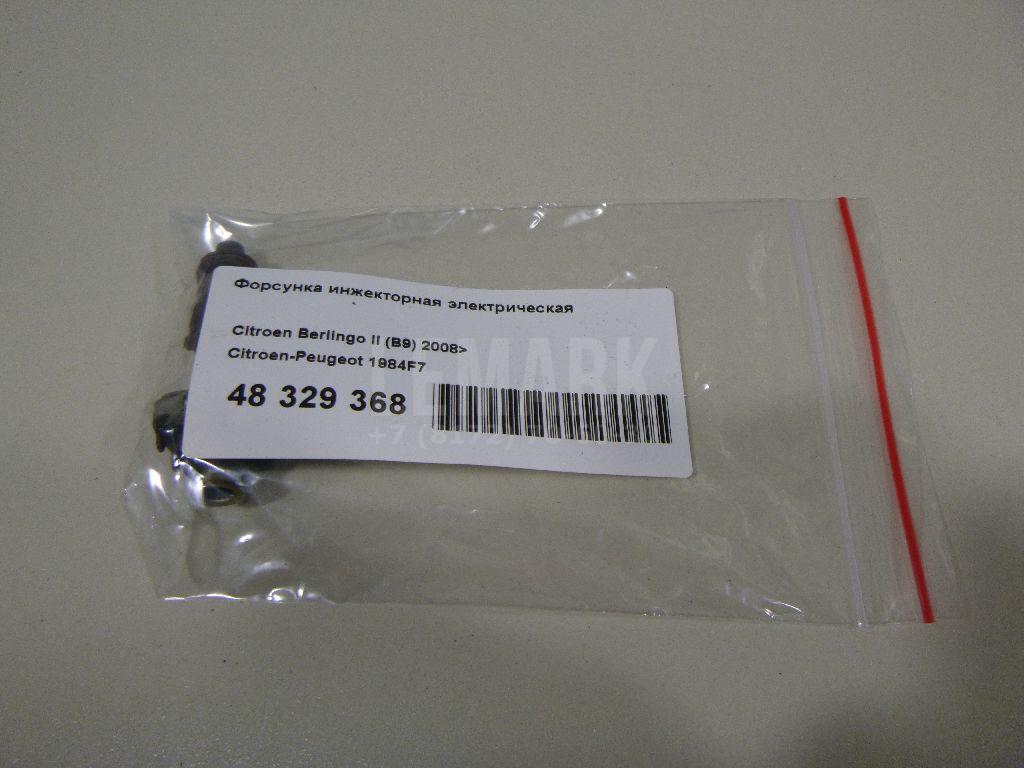 Форсунка инжекторная электрическая
Citroen Berlingo II (B9) 2008>
Citroen-Peugeot 1984F7
48 329 368